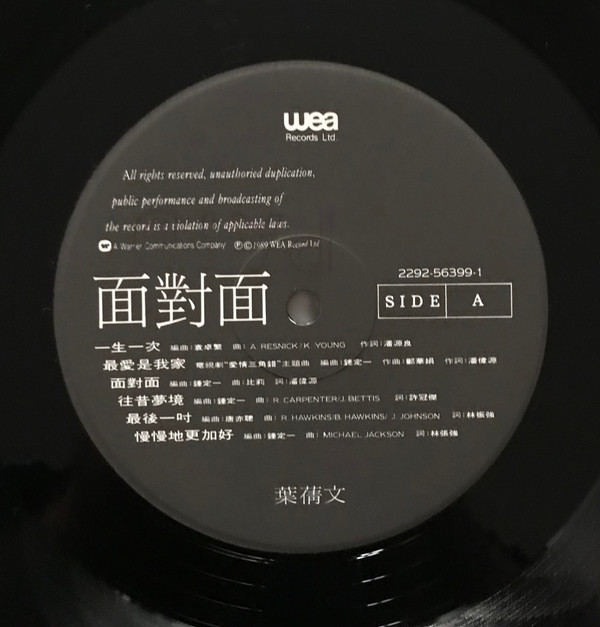 wea
Records Ltd.
All rights reserved, unauthoried duplication,
public performance and broadcasting of
the record is a violation of applicable laws.
A Warner Communications Company Ⓟ©1989 WEA Record Ltd
面對面
2292-56399-1
SIDE A
一生一次 編曲:袁卓繁 曲:A. RESNICK/K. YOUNG 作詞:潘源良
最愛是我家 電視劇"愛情三角錯"主題曲 編曲:鍾定一 作曲:鄭華娟 作詞:潘偉源
面對面 編曲:鍾定一 曲:比莉 詞:潘偉源
往昔夢境 編曲:鍾定一 曲:R. CARPENTER/J. BETTIS 詞:許冠傑
最後一吋 編曲:唐亦聰 曲:R. HAWKINS/B. HAWKINS/ J. JOHNSON 詞:林振強
慢慢地更加好 編曲:鍾定一 曲:MICHAEL JACKSON 詞:林振強
葉蒨文